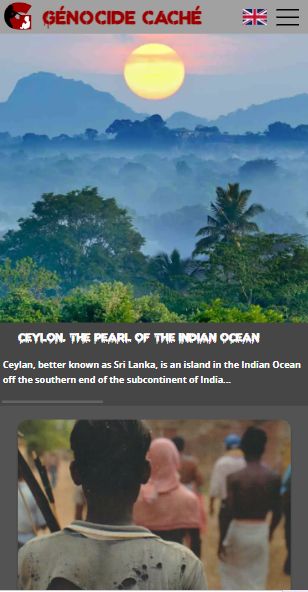 GÉNOCIDE CACHÉ
CEYLON, THE PEARL OF THE INDIAN OCEAN
Ceylan, better known as Sri Lanka, is an island in the Indian Ocean
off the southern end of the subcontinent of India...